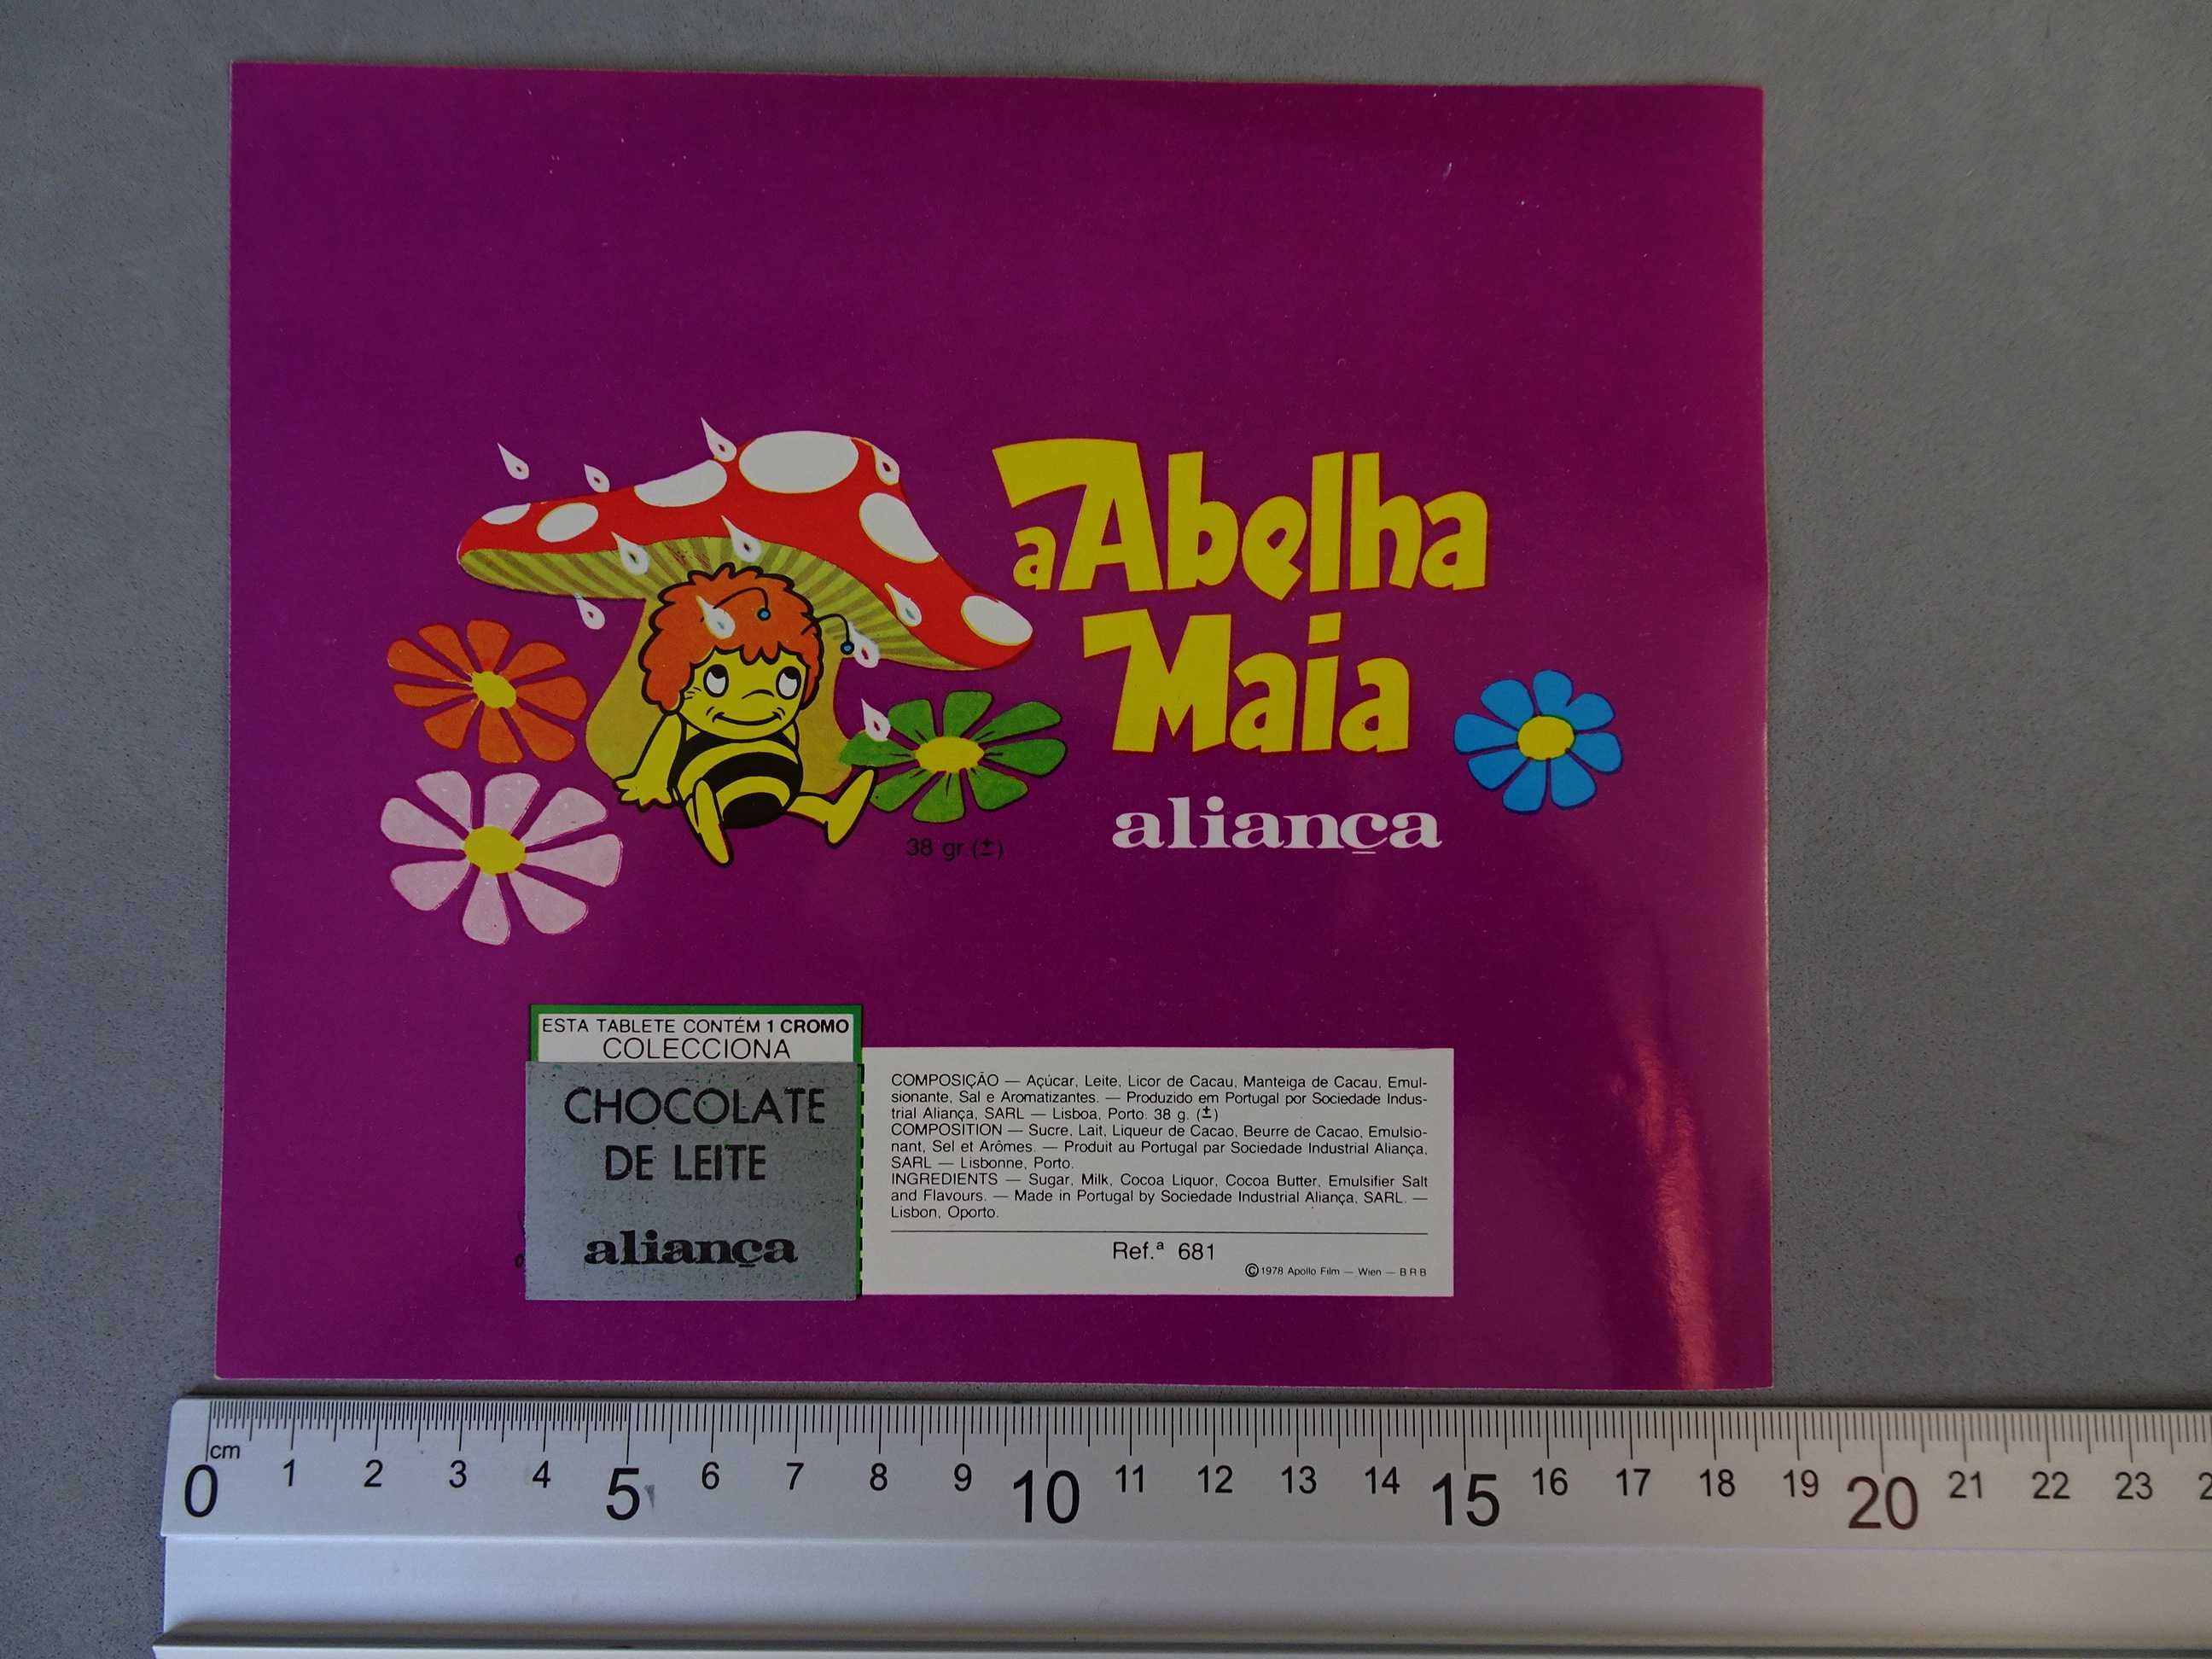 a Abelha
Maia
aliança
38 gr.(±)
ESTA TABLETE CONTÉM 1 CROMO
COLECCIONA
CHOCOLATE
DE LEITE
aliança
COMPOSIÇÃO — Açúcar, Leite, Licor de Cacau, Manteiga de Cacau, Emul-
sionante, Sal e Aromatizantes. — Produzido em Portugal por Sociedade Indus-
trial Aliança, SARL — Lisboa, Porto. 38 g. (±)
COMPOSITION — Sucre, Lait, Liqueur de Cacao, Beurre de Cacao, Emulsio-
nant, Sel et Arômes. — Produit au Portugal par Sociedade Industrial Aliança,
SARL — Lisbonne, Porto.
INGREDIENTS — Sugar, Milk, Cocoa Liquor, Cocoa Butter, Emulsifier Salt
and Flavours. — Made in Portugal by Sociedade Industrial Aliança, SARL. —
Lisbon, Oporto.
Ref.ª 681
©1978 Apollo Film — Wien — BRB
cm
0 1 2 3 4 5 6 7 8 9 10 11 12 13 14 15 16 17 18 19 20 21 22 23